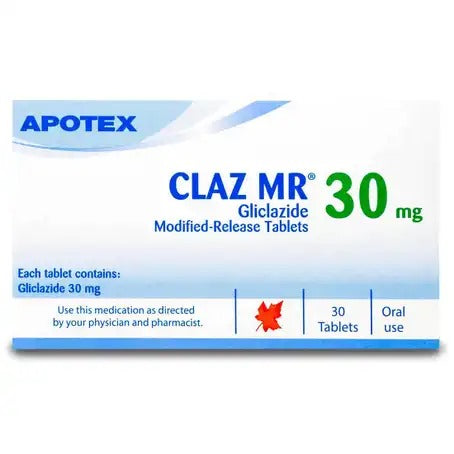 APOTEX
CLAZ MR® 30 mg
Gliclazide
Modified-Release Tablets
Each tablet contains:
Gliclazide 30 mg
Use this medication as directed
by your physician and pharmacist.
30
Tablets
Oral
use